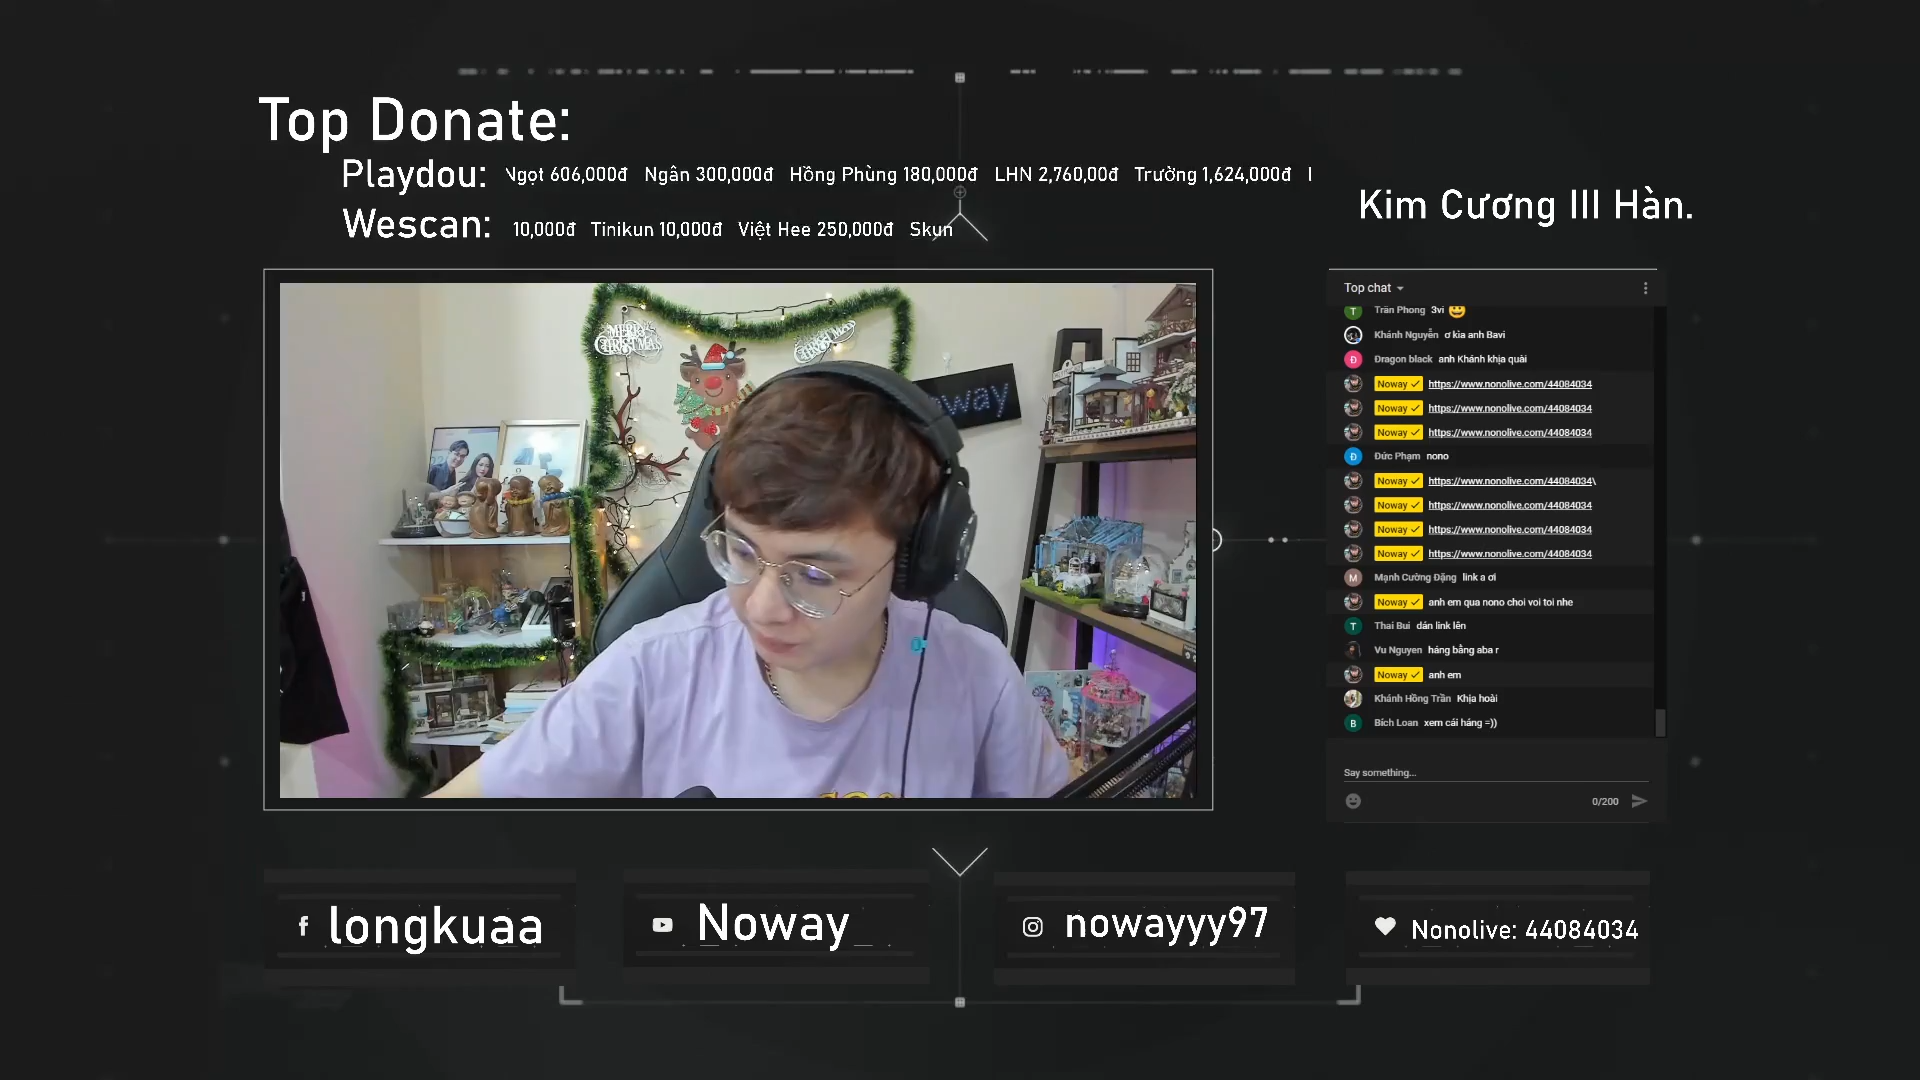 Top Donate:
Playdou: Ngọt 606,000đ Ngân 300,000đ Hồng Phùng 180,000đ LHN 2,760,00đ Trường 1,624,000đ
Wescan: 10,000đ Tinikun 10,000đ Việt Hee 250,000đ Skun
Kim Cương III Hàn.
MERRY
CHRISTMAS
way
Top chat
T Trần Phong 3vi 😀
Khánh Nguyễn ơ kìa anh Bavi
Đ Dragon black anh Khánh khịa quài
Noway https://www.nonolive.com/44084034
Noway https://www.nonolive.com/44084034
Noway https://www.nonolive.com/44084034
Đ Đức Phạm nono
Noway https://www.nonolive.com/44084034\
Noway https://www.nonolive.com/44084034
Noway https://www.nonolive.com/44084034
Noway https://www.nonolive.com/44084034
M Mạnh Cường Đặng link a ơi
Noway anh em qua nono choi voi toi nhe
T Thai Bui dán link lên
Vu Nguyen háng bằng aba r
Noway anh em
Khánh Hồng Trần Khịa hoài
B Bích Loan xem cái háng =))
Say something...
0/200
longkuaa
Noway
nowayyy97
Nonolive: 44084034